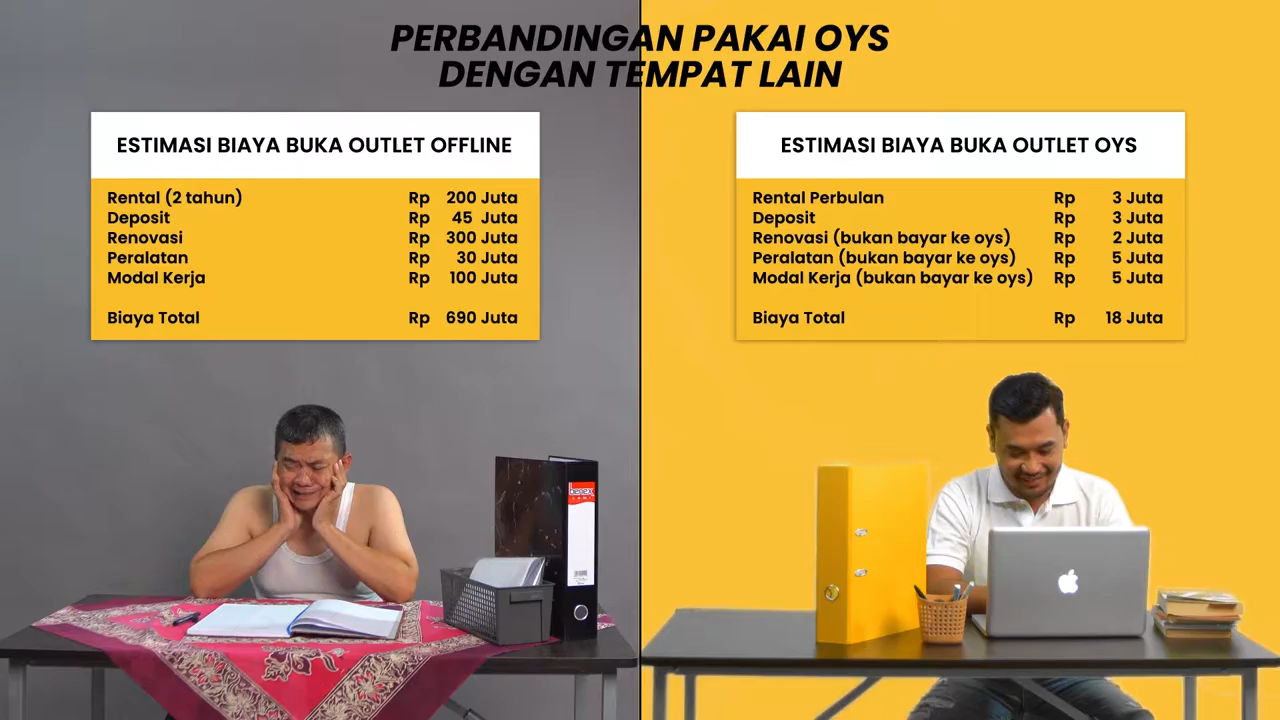 PERBANDINGAN PAKAI OYS
DENGAN TEMPAT LAIN
ESTIMASI BIAYA BUKA OUTLET OFFLINE
Rental (2 tahun) Rp 200 Juta
Deposit Rp 45 Juta
Renovasi Rp 300 Juta
Peralatan Rp 30 Juta
Modal Kerja Rp 100 Juta
Biaya Total Rp 690 Juta
ESTIMASI BIAYA BUKA OUTLET OYS
Rental Perbulan Rp 3 Juta
Deposit Rp 3 Juta
Renovasi (bukan bayar ke oys) Rp 2 Juta
Peralatan (bukan bayar ke oys) Rp 5 Juta
Modal Kerja (bukan bayar ke oys) Rp 5 Juta
Biaya Total Rp 18 Juta